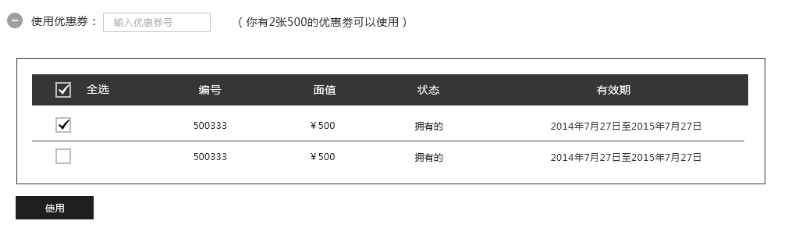 使用优惠券： 输入优惠券号 （你有2张500的优惠劵可以使用）
全选 编号 面值 状态 有效期
500333 ￥500 拥有的 2014年7月27日至2015年7月27日
500333 ￥500 拥有的 2014年7月27日至2015年7月27日
使用